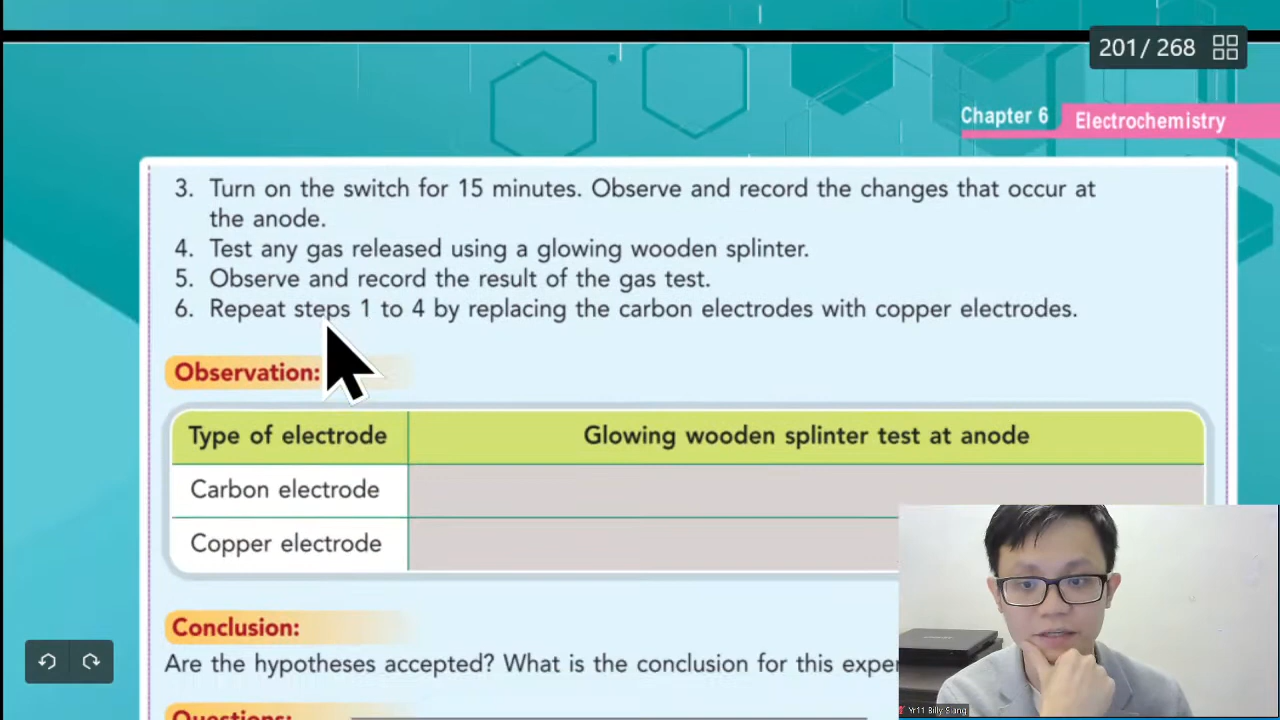 201/ 268
Chapter 6 Electrochemistry
3. Turn on the switch for 15 minutes. Observe and record the changes that occur at
the anode.
4. Test any gas released using a glowing wooden splinter.
5. Observe and record the result of the gas test.
6. Repeat steps 1 to 4 by replacing the carbon electrodes with copper electrodes.
Observation:
Type of electrode Glowing wooden splinter test at anode
Carbon electrode
Copper electrode
Conclusion:
Are the hypotheses accepted? What is the conclusion for this exper
Questions:
Yr11 Billy